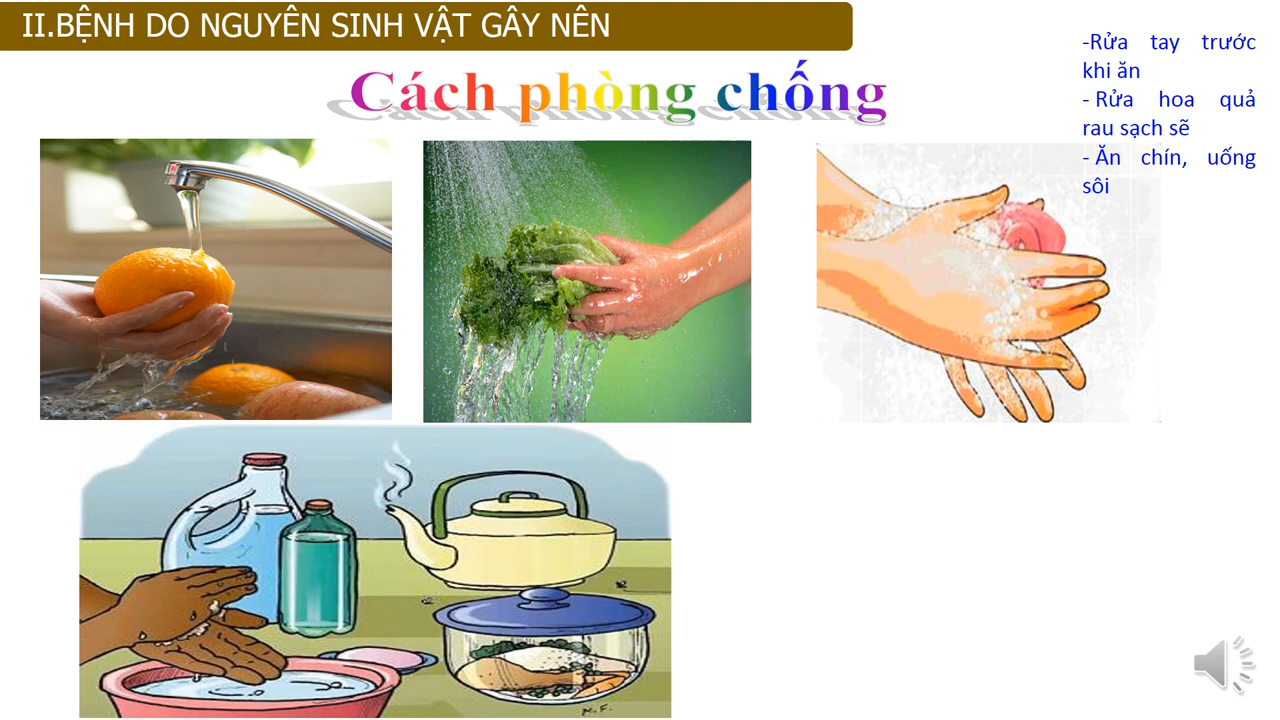 II.BỆNH DO NGUYÊN SINH VẬT GÂY NÊN
Cách phòng chống
-Rửa tay trước
khi ăn
- Rửa hoa quả
rau sạch sẽ
- Ăn chín, uống
sôi
M.F.